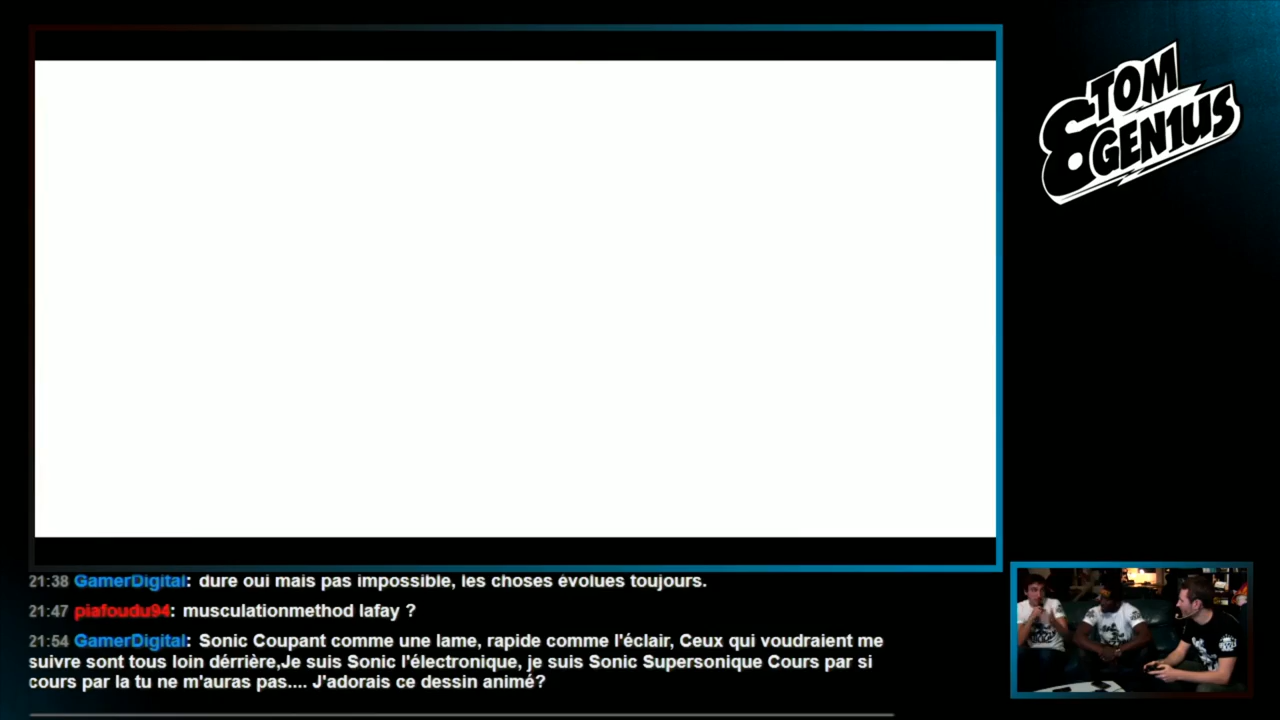 TOM
& GEN1US
21:38 GamerDigital: dure oui mais pas impossible, les choses évolues toujours.
21:47 piafoudu94: musculationmethod lafay ?
21:54 GamerDigital: Sonic Coupant comme une lame, rapide comme l'éclair, Ceux qui voudraient me
suivre sont tous loin dérrière,Je suis Sonic l'électronique, je suis Sonic Supersonique Cours par si
cours par la tu ne m'auras pas.... J'adorais ce dessin animé?